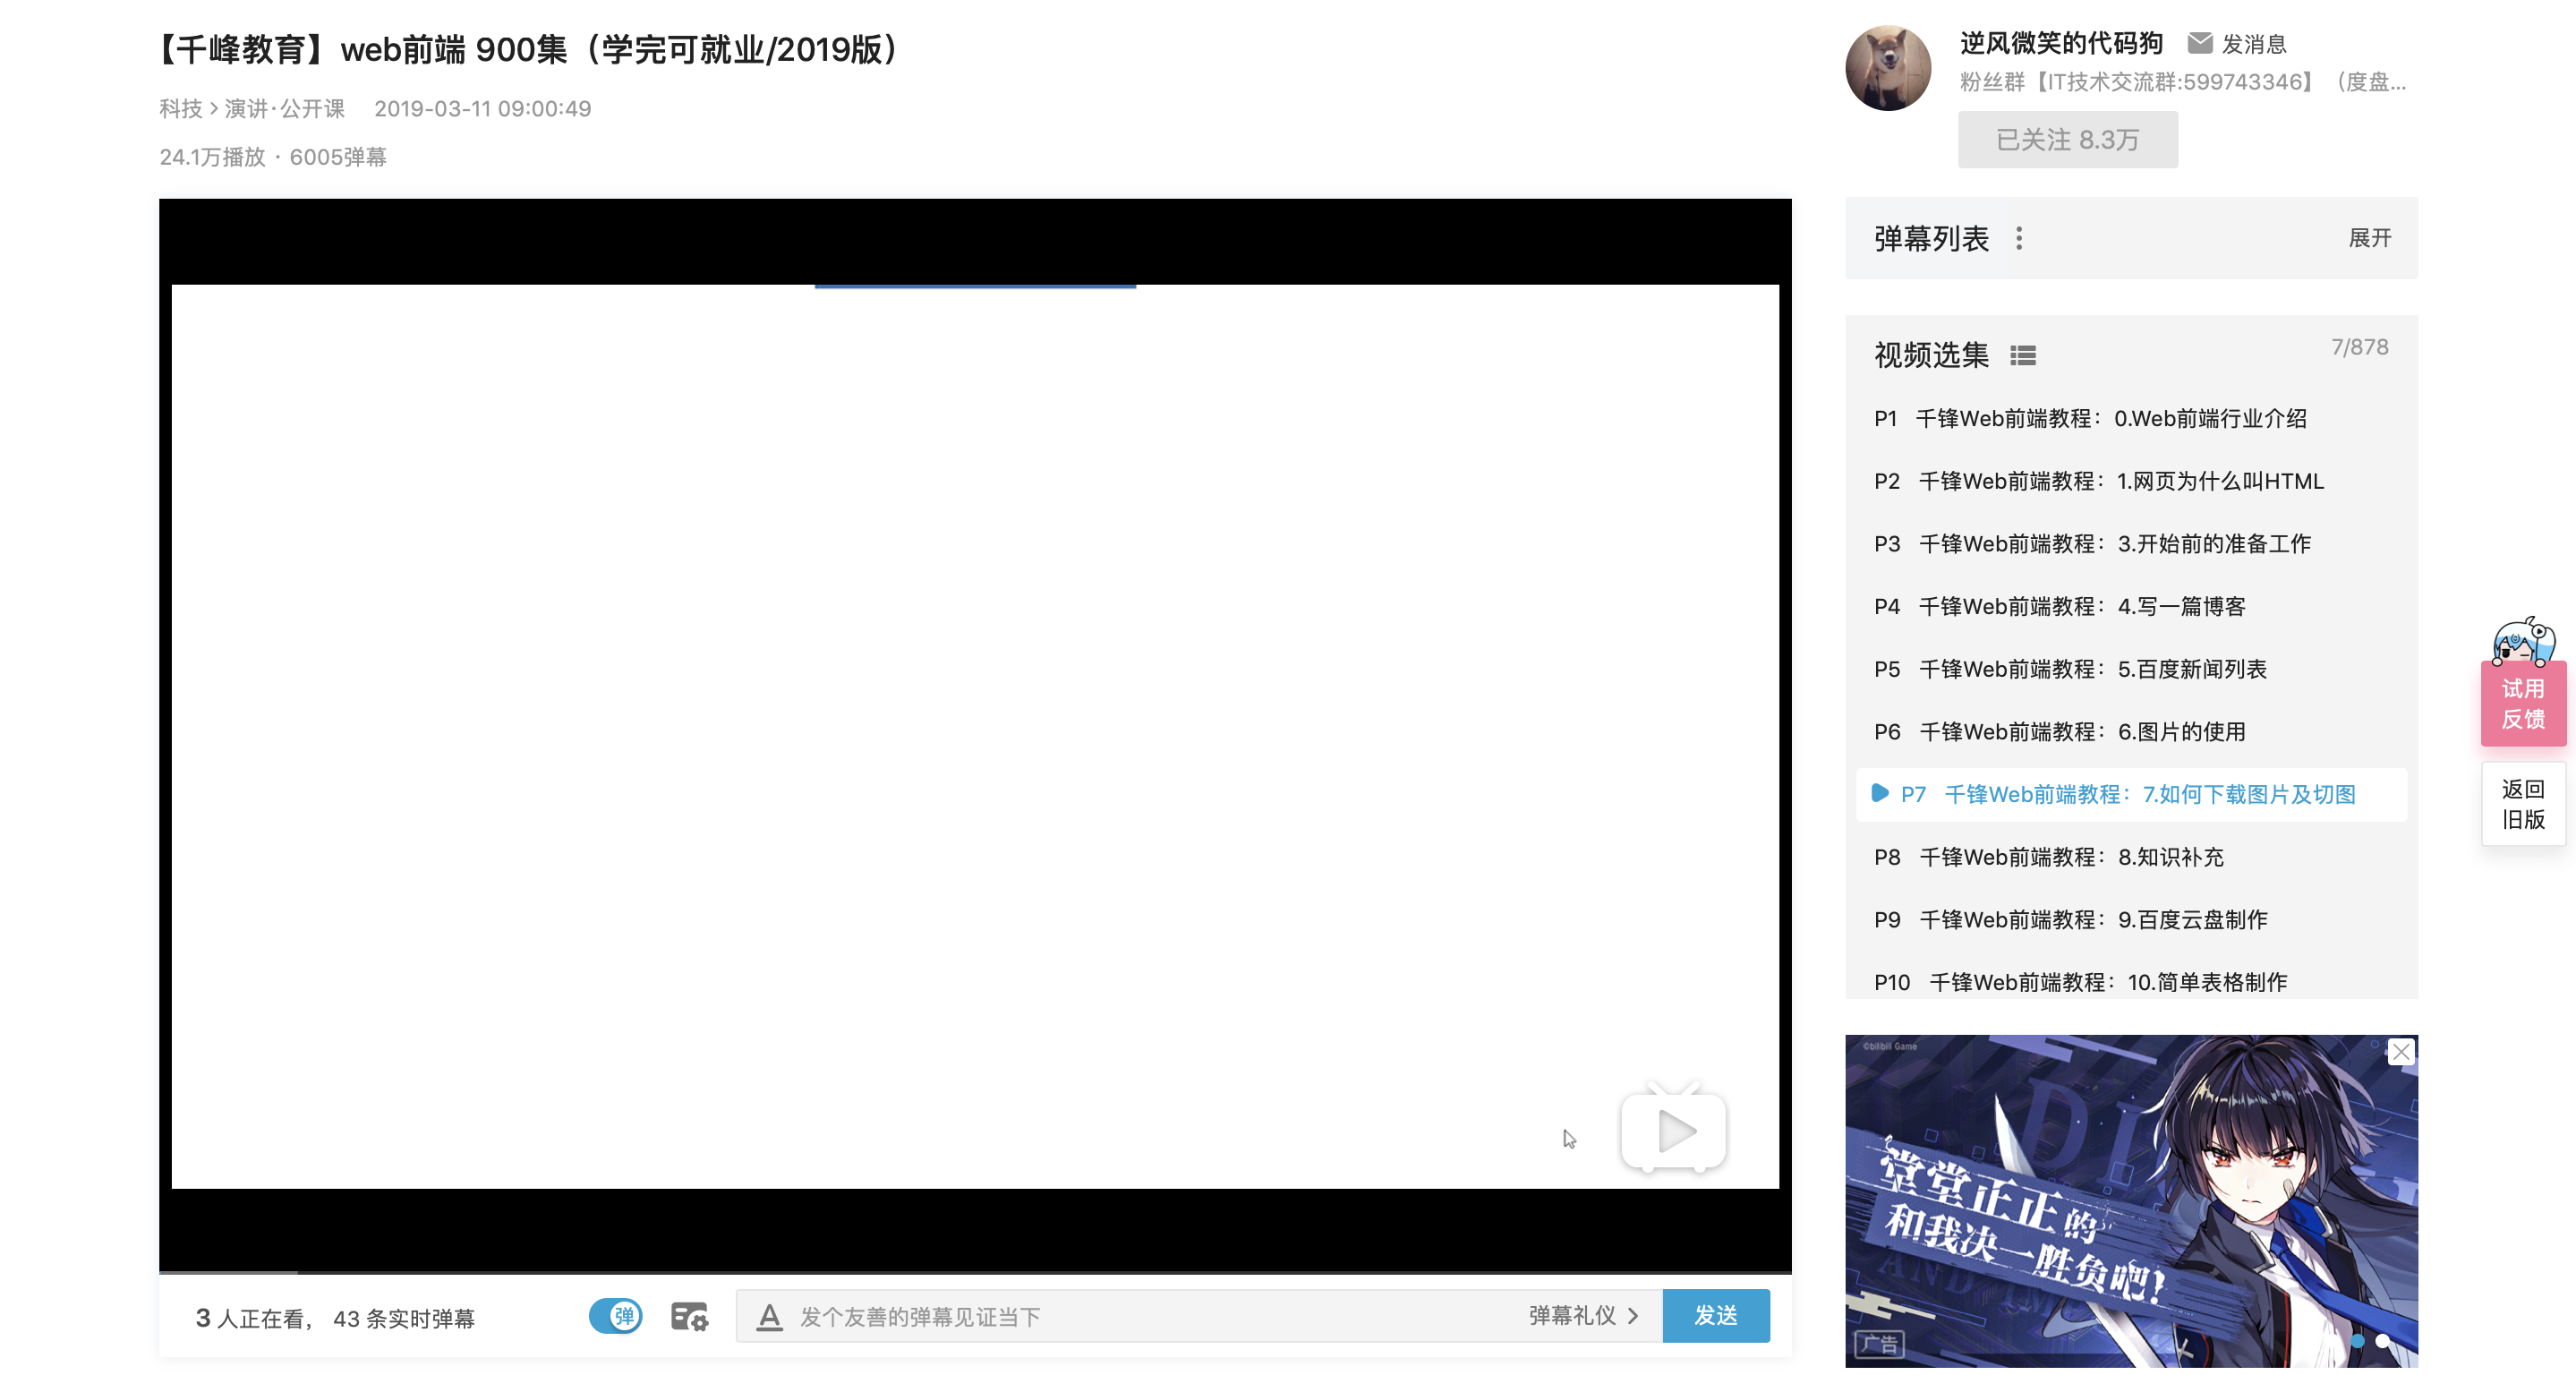 【千峰教育】web前端 900集（学完可就业/2019版）
科技 > 演讲·公开课 2019-03-11 09:00:49
24.1万播放 · 6005弹幕
逆风微笑的代码狗 发消息
粉丝群【IT技术交流群:599743346】（度盘...
已关注 8.3万
弹幕列表 展开
视频选集 7/878
P1 千锋Web前端教程：0.Web前端行业介绍
P2 千锋Web前端教程：1.网页为什么叫HTML
P3 千锋Web前端教程：3.开始前的准备工作
P4 千锋Web前端教程：4.写一篇博客
P5 千锋Web前端教程：5.百度新闻列表
P6 千锋Web前端教程：6.图片的使用
P7 千锋Web前端教程：7.如何下载图片及切图
P8 千锋Web前端教程：8.知识补充
P9 千锋Web前端教程：9.百度云盘制作
P10 千锋Web前端教程：10.简单表格制作
试用
反馈
返回
旧版
©bilibili Game
堂堂正正的
和我决一胜负吧！
广告
3 人正在看， 43 条实时弹幕
弹
A 发个友善的弹幕见证当下 弹幕礼仪 >
发送